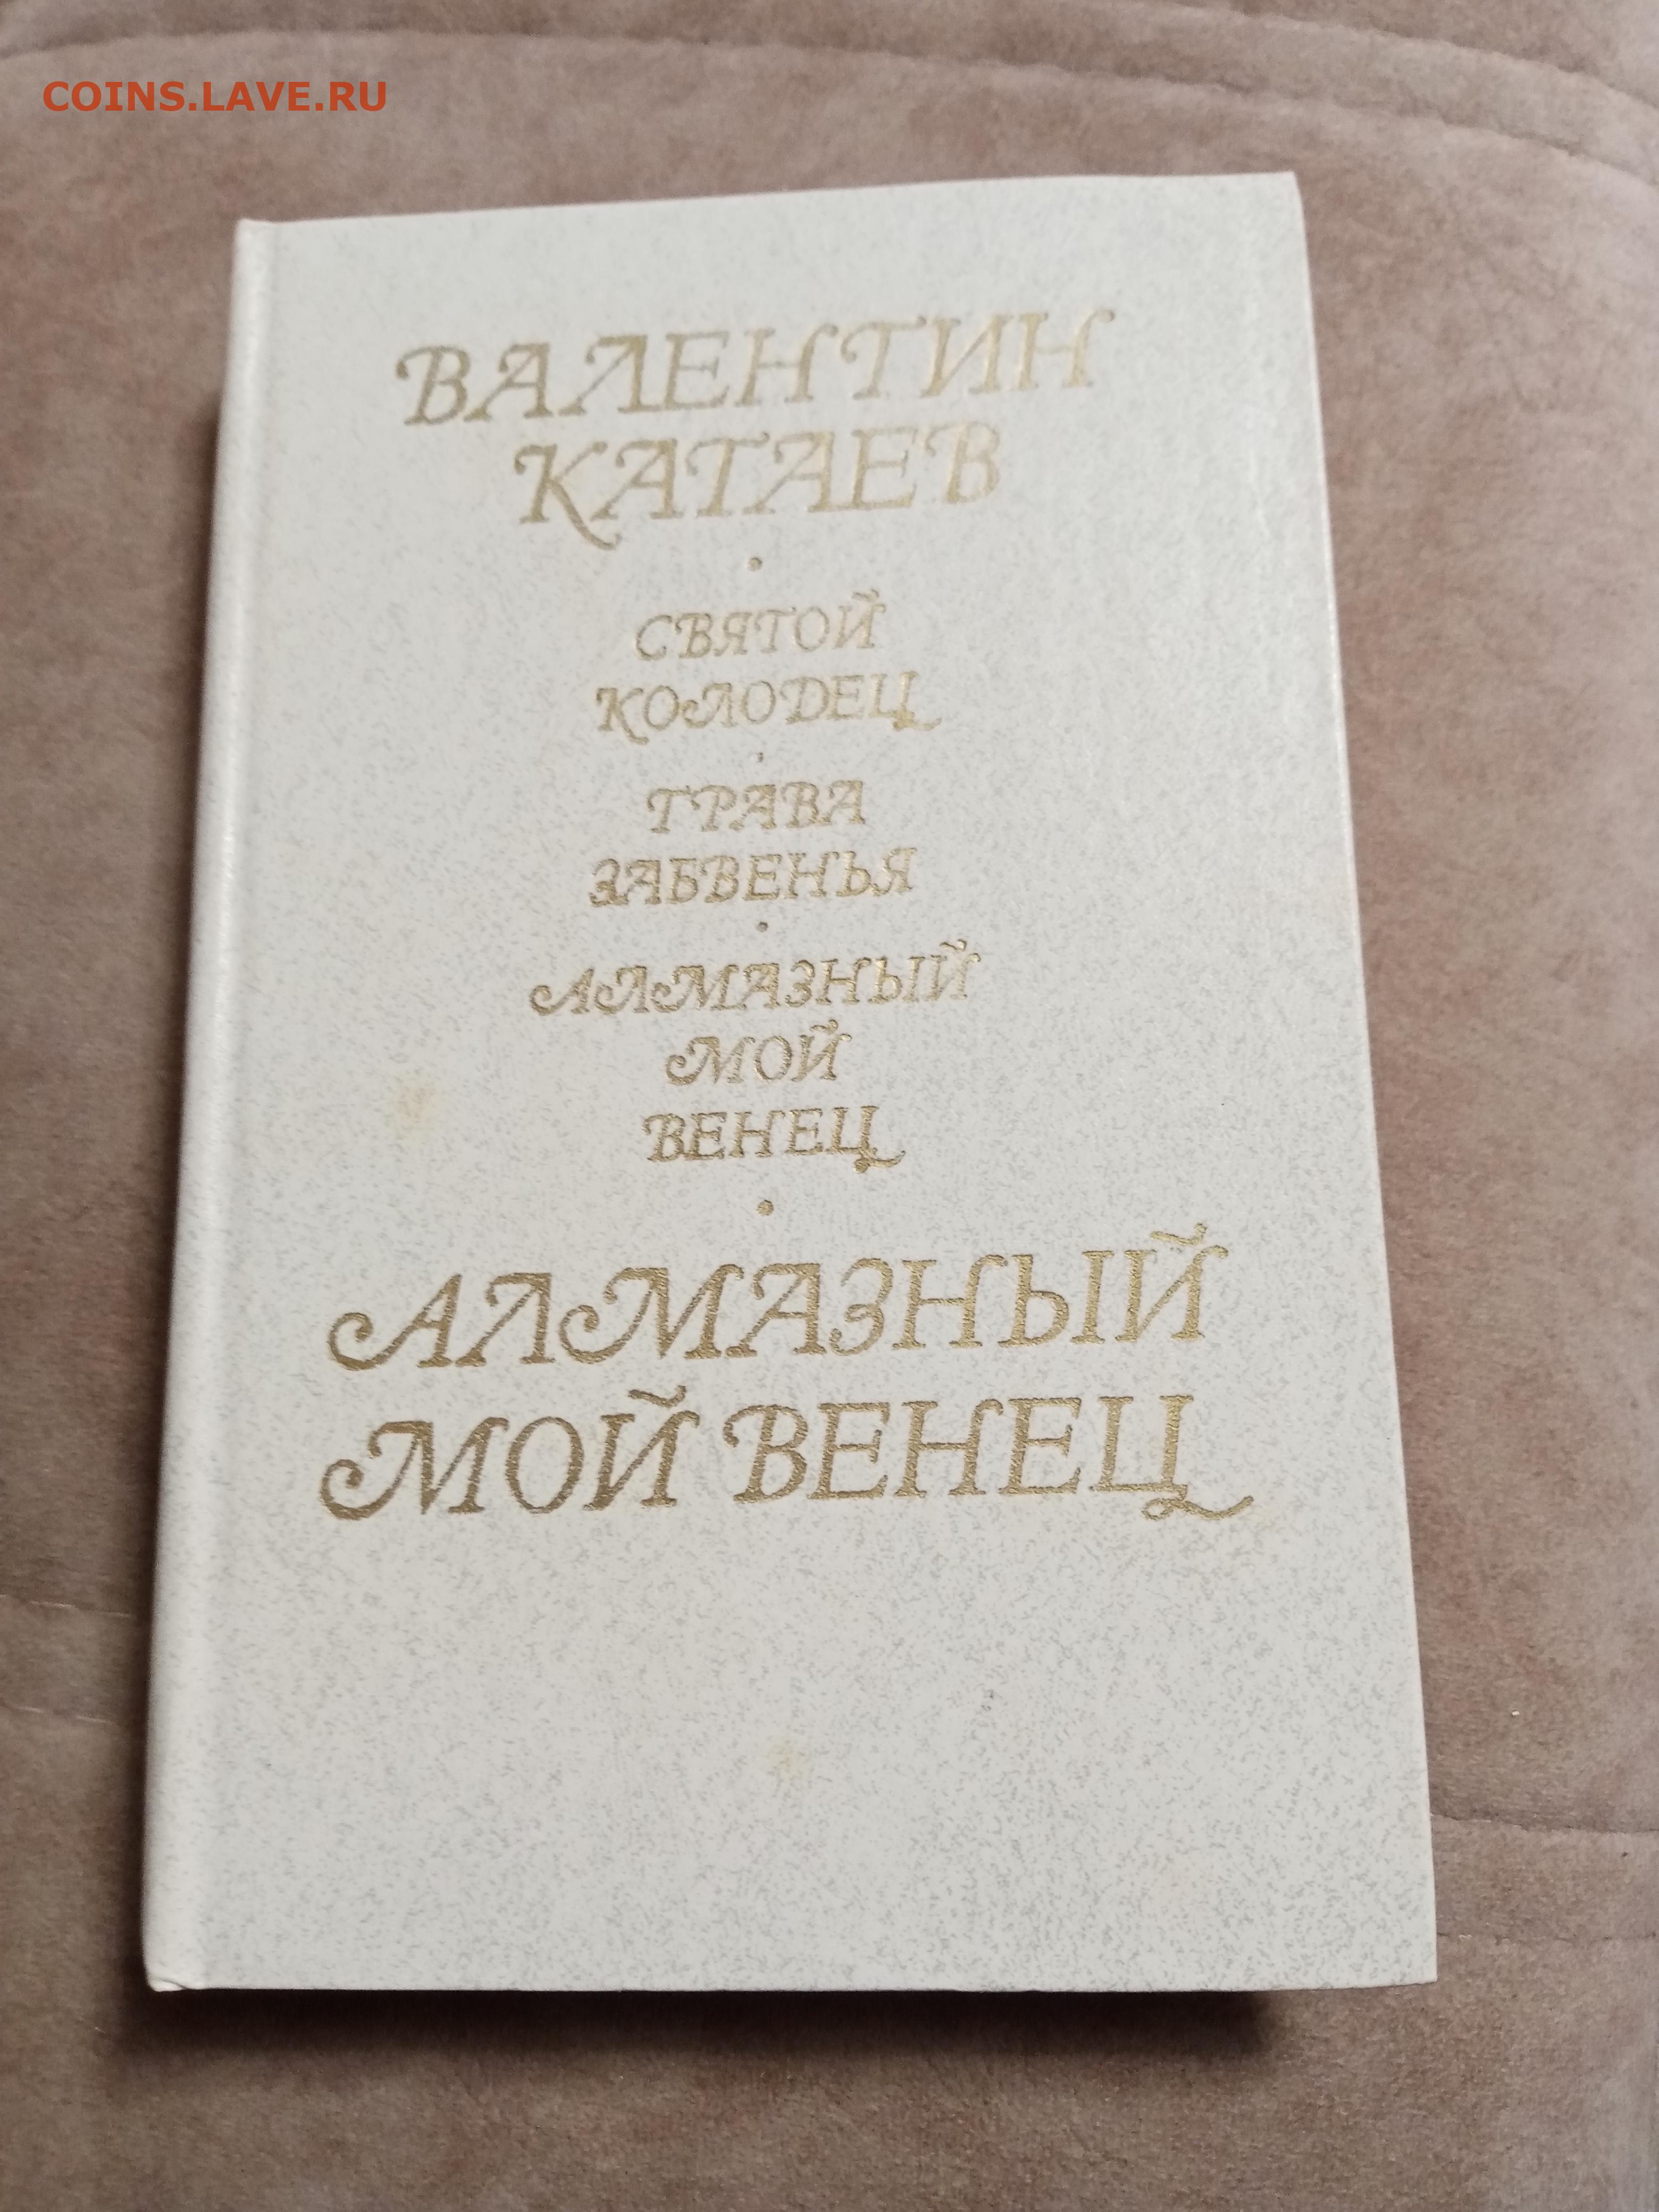 COINS.LAVE.RU
ВАЛЕНТИН
КАТАЕВ
СВЯТОЙ
КОЛОДЕЦ
ТРАВА
ЗАБВЕНЬЯ
АЛМАЗНЫЙ
МОЙ
ВЕНЕЦ
АЛМАЗНЫЙ
МОЙ ВЕНЕЦ